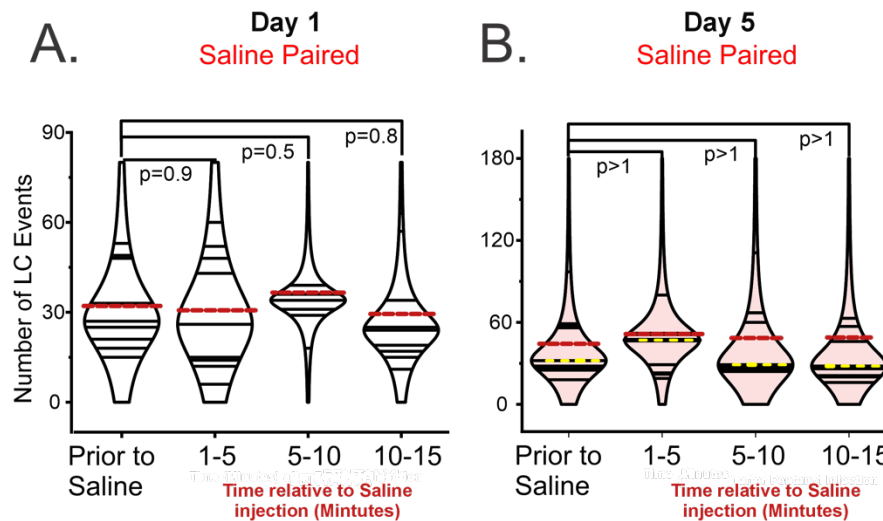 A.
Day 1
Saline Paired
Number of LC Events
90
60
30
0
p=0.9
p=0.5
p=0.8
Prior to Saline
1-5
5-10
10-15
Time relative to Saline
injection (Mintutes)
B.
Day 5
Saline Paired
180
120
60
0
p>1
p>1
p>1
Prior to
Saline
1-5
5-10
10-15
Time relative to Saline
injection (Mintutes)